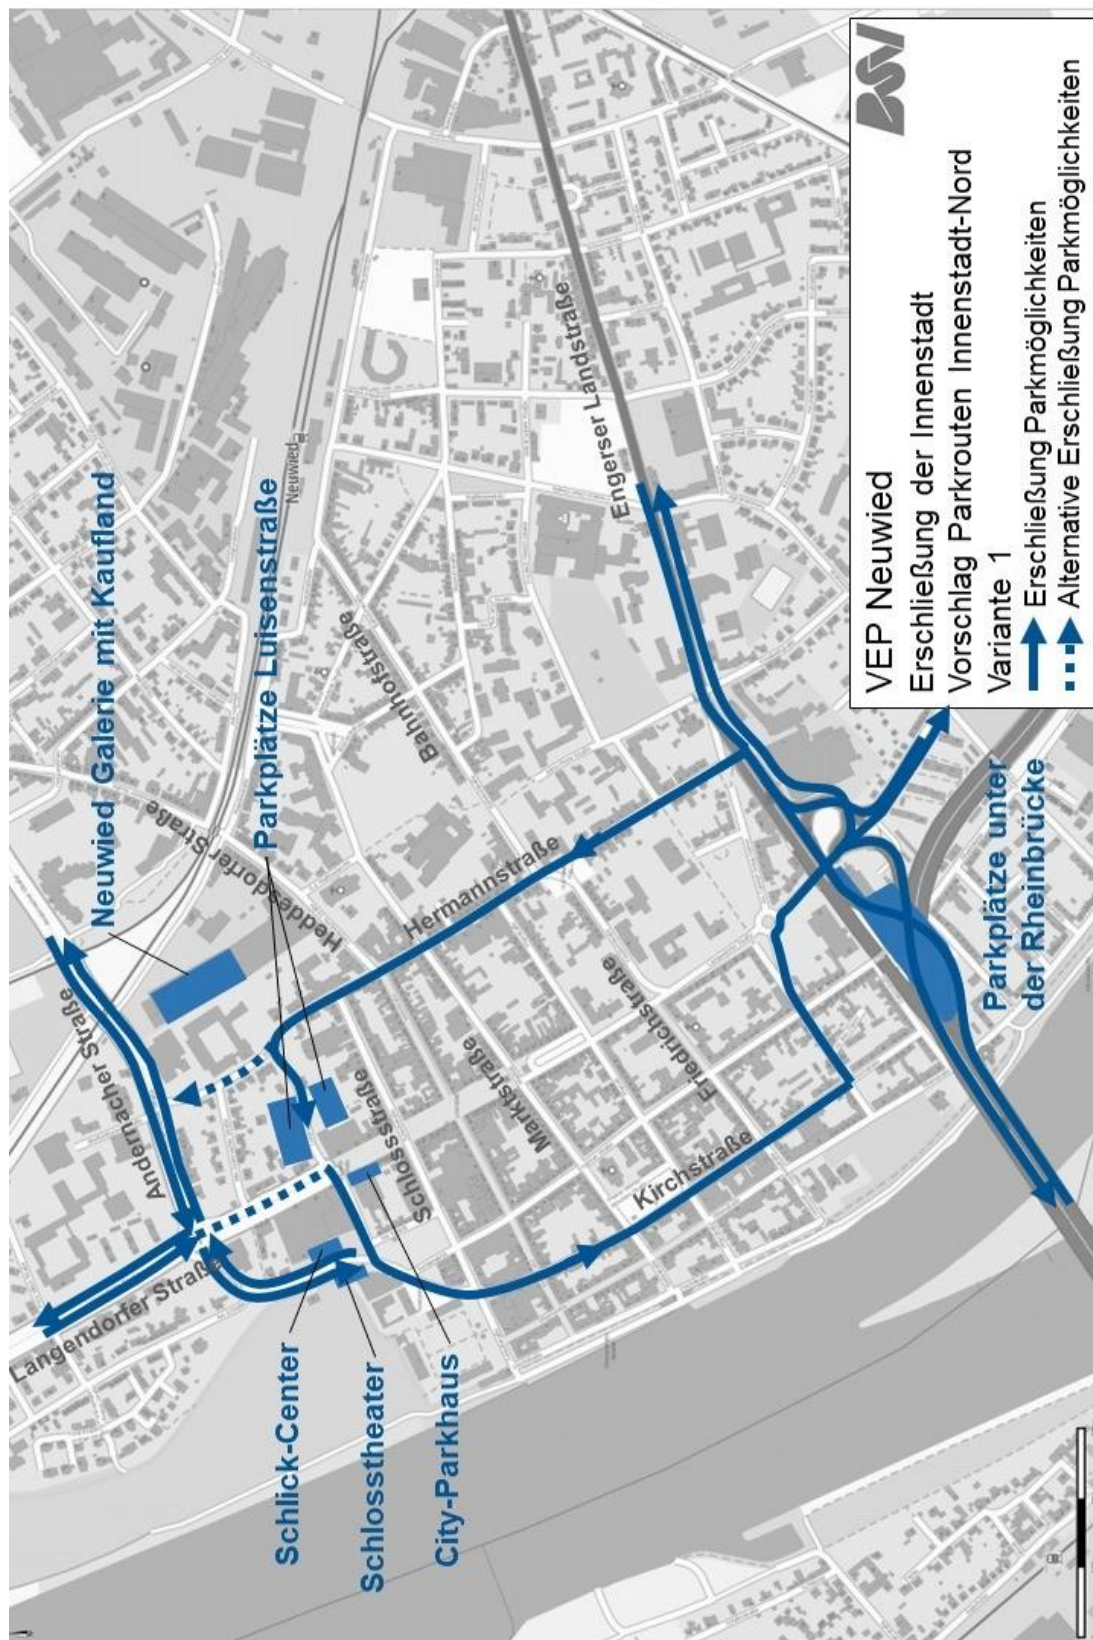 Neuwied Galerie mit Kaufland
Parkplätze Luisenstraße
Andernacher Straße
Heddesdorfer Straße
Neuwied
Bahnhofstraße
Engerser Landstraße
Langendorfer Straße
Hermannstraße
Schlossstraße
Marktstraße
Friedrichstraße
Kirchstraße
Schlick-Center
Schlosstheater
City-Parkhaus
Parkplätze unter
der Rheinbrücke
BSV
VEP Neuwied
Erschließung der Innenstadt
Vorschlag Parkrouten Innenstadt-Nord
Variante 1
Erschließung Parkmöglichkeiten
Alternative Erschließung Parkmöglichkeiten